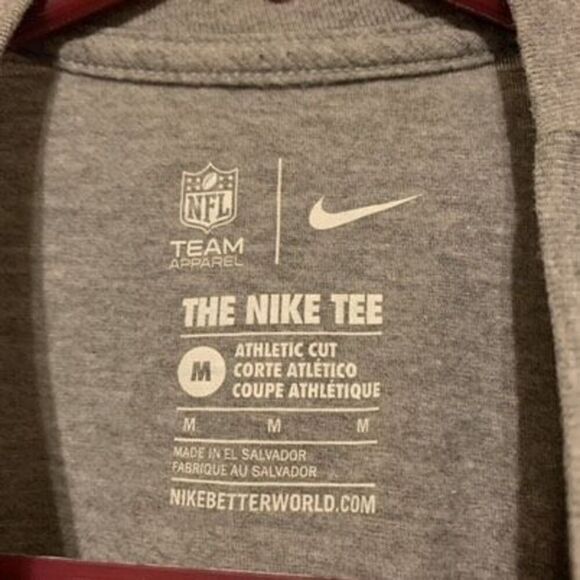 NFL
TEAM
APPAREL
THE NIKE TEE
M
ATHLETIC CUT
CORTE ATLÉTICO
COUPE ATHLÉTIQUE
M M M
MADE IN EL SALVADOR
FABRIQUE AU SALVADOR
NIKEBETTERWORLD.COM